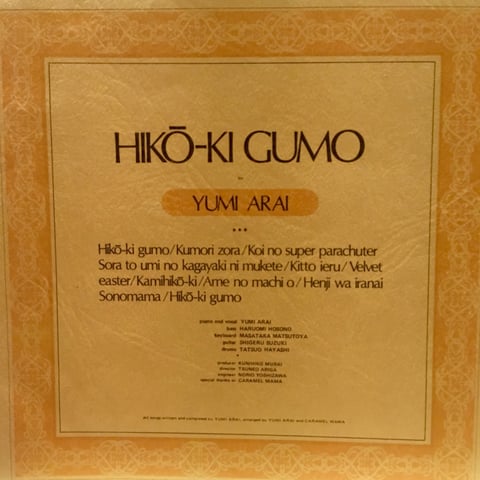 HIKŌ-KI GUMO
by
YUMI ARAI
Hikō-ki gumo/Kumori zora/Koi no super parachuter
Sora to umi no kagayaki ni mukete/Kitto ieru/Velvet
easter/Kamihikō-ki/Ame no machi o/Henji wa iranai
Sonomama/Hikō-ki gumo
piano and vocal YUMI ARAI
bass HARUOMI HOSONO
keyboard MASATAKA MATSUTOYA
guitar SHIGERU SUZUKI
drums TATSUO HAYASHI
producer KUNIHIKO MURAI
director TSUNEO ARIGA
engineer NORIO YOSHIZAWA
special thanks to CARAMEL MAMA
All songs written and composed by YUMI ARAI, arranged by YUMI ARAI and CARAMEL MAMA